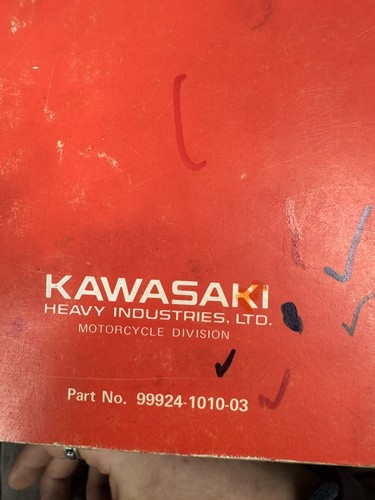 KAWASAKI
HEAVY INDUSTRIES, LTD.
MOTORCYCLE DIVISION
Part No. 99924-1010-03